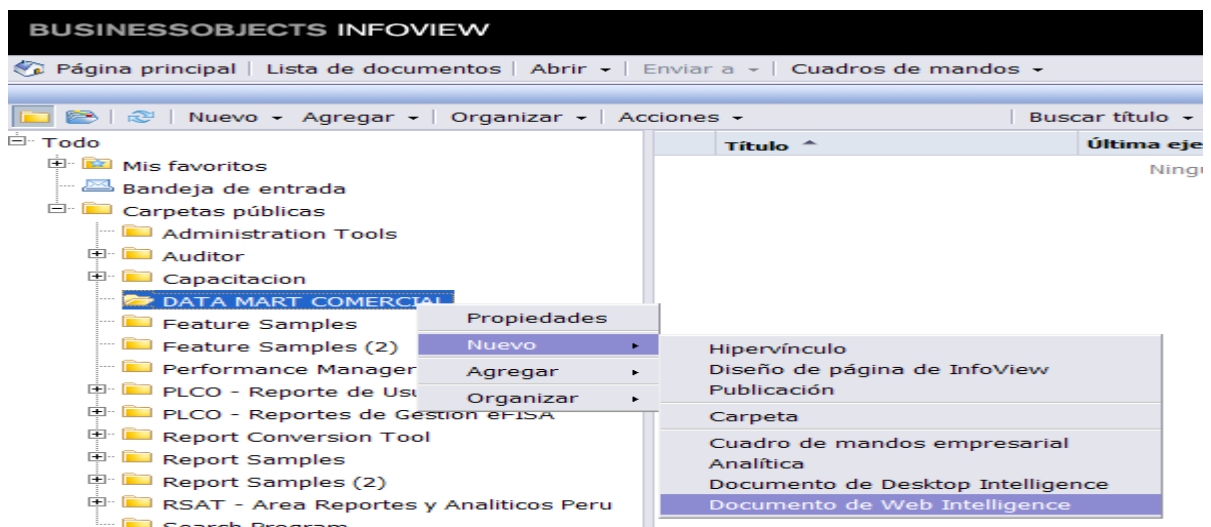 BUSINESSOBJECTS INFOVIEW
Página principal | Lista de documentos | Abrir | Enviar a | Cuadros de mandos
Nuevo Agregar | Organizar | Acciones | Buscar título
Todo
Título Última eje
Mis favoritos
Ning
Bandeja de entrada
Carpetas públicas
Administration Tools
Auditor
Capacitacion
DATA MART COMERCIAL
Feature Samples
Feature Samples (2)
Performance Manager
PLCO - Reporte de Usu
PLCO - Reportes de Gestión eFISA
Report Conversion Tool
Report Samples
Report Samples (2)
RSAT - Area Reportes y Analiticos Peru
Search Program
Propiedades
Nuevo
Agregar
Organizar
Hipervínculo
Diseño de página de InfoView
Publicación
Carpeta
Cuadro de mandos empresarial
Analítica
Documento de Desktop Intelligence
Documento de Web Intelligence